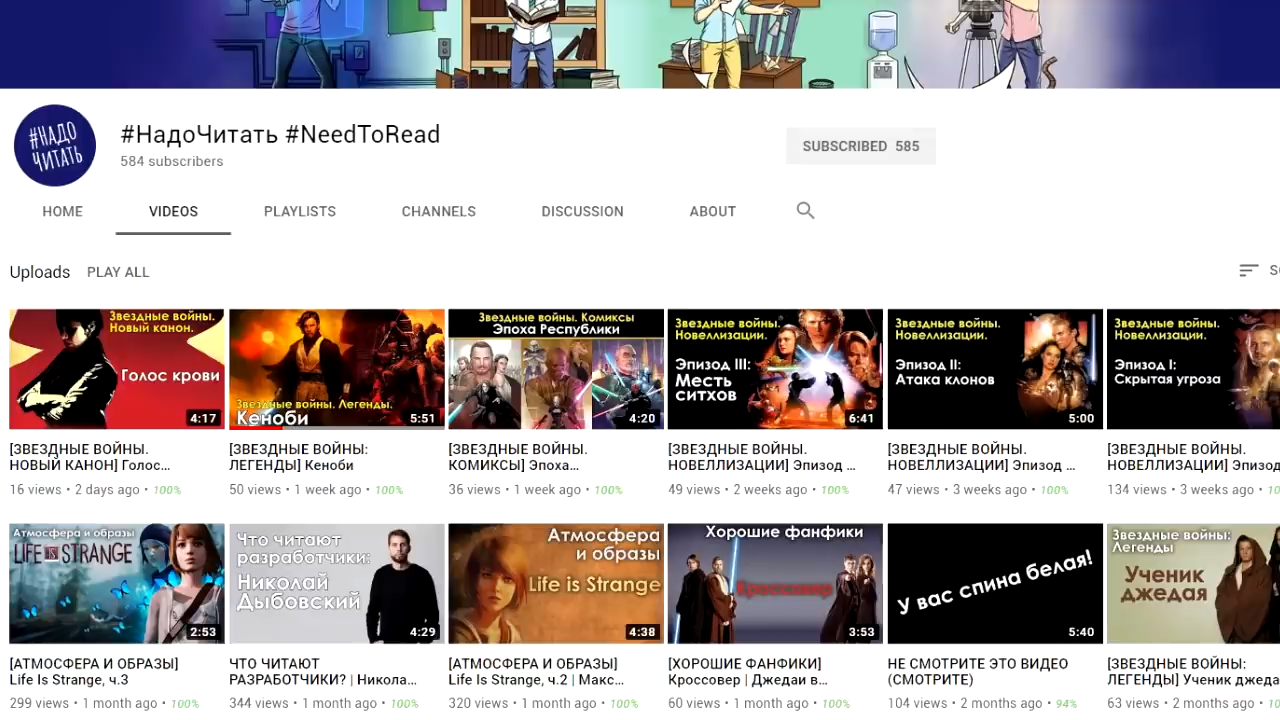 #НАДО
ЧИТАТЬ
#НадоЧитать #NeedToRead
584 subscribers
SUBSCRIBED 585
HOME
VIDEOS
PLAYLISTS
CHANNELS
DISCUSSION
ABOUT
Uploads
PLAY ALL
Звездные войны.
Новый канон.
Голос крови
4:17
Звездные войны. Легенды.
Кеноби
5:51
Звездные войны. Комиксы
Эпоха Республики
4:20
Звездные войны.
Новеллизации.
Эпизод III:
Месть
ситхов
6:41
Звездные войны.
Новеллизации.
Эпизод II:
Атака клонов
5:00
Звездные войны.
Новеллизации.
Эпизод I:
Скрытая угроза
[ЗВЕЗДНЫЕ ВОЙНЫ.
НОВЫЙ КАНОН] Голос...
16 views • 2 days ago • 100%
[ЗВЕЗДНЫЕ ВОЙНЫ:
ЛЕГЕНДЫ] Кеноби
50 views • 1 week ago • 100%
[ЗВЕЗДНЫЕ ВОЙНЫ.
КОМИКСЫ] Эпоха...
36 views • 1 week ago • 100%
[ЗВЕЗДНЫЕ ВОЙНЫ.
НОВЕЛЛИЗАЦИИ] Эпизод ...
49 views • 2 weeks ago • 100%
[ЗВЕЗДНЫЕ ВОЙНЫ.
НОВЕЛЛИЗАЦИИ] Эпизод ...
47 views • 3 weeks ago • 100%
[ЗВЕЗДНЫЕ ВОЙНЫ.
НОВЕЛЛИЗАЦИИ] Эпизод
134 views • 3 weeks ago •
Атмосфера и образы
LIFE IS STRANGE
2:53
Что читают
разработчики:
Николай
Дыбовский
4:29
Атмосфера
и образы
Life is Strange
4:38
Хорошие фанфики
Кроссовер
3:53
У вас спина белая!
5:40
Звездные войны:
Легенды
Ученик
джедая
[АТМОСФЕРА И ОБРАЗЫ]
Life Is Strange, ч.3
299 views • 1 month ago • 100%
ЧТО ЧИТАЮТ
РАЗРАБОТЧИКИ? | Никола...
344 views • 1 month ago • 100%
[АТМОСФЕРА И ОБРАЗЫ]
Life Is Strange, ч.2 | Макс...
320 views • 1 month ago • 100%
[ХОРОШИЕ ФАНФИКИ]
Кроссовер | Джедаи в...
60 views • 1 month ago • 100%
НЕ СМОТРИТЕ ЭТО ВИДЕО
(СМОТРИТЕ)
104 views • 2 months ago • 94%
[ЗВЕЗДНЫЕ ВОЙНЫ:
ЛЕГЕНДЫ] Ученик джеда
63 views • 2 months ago •